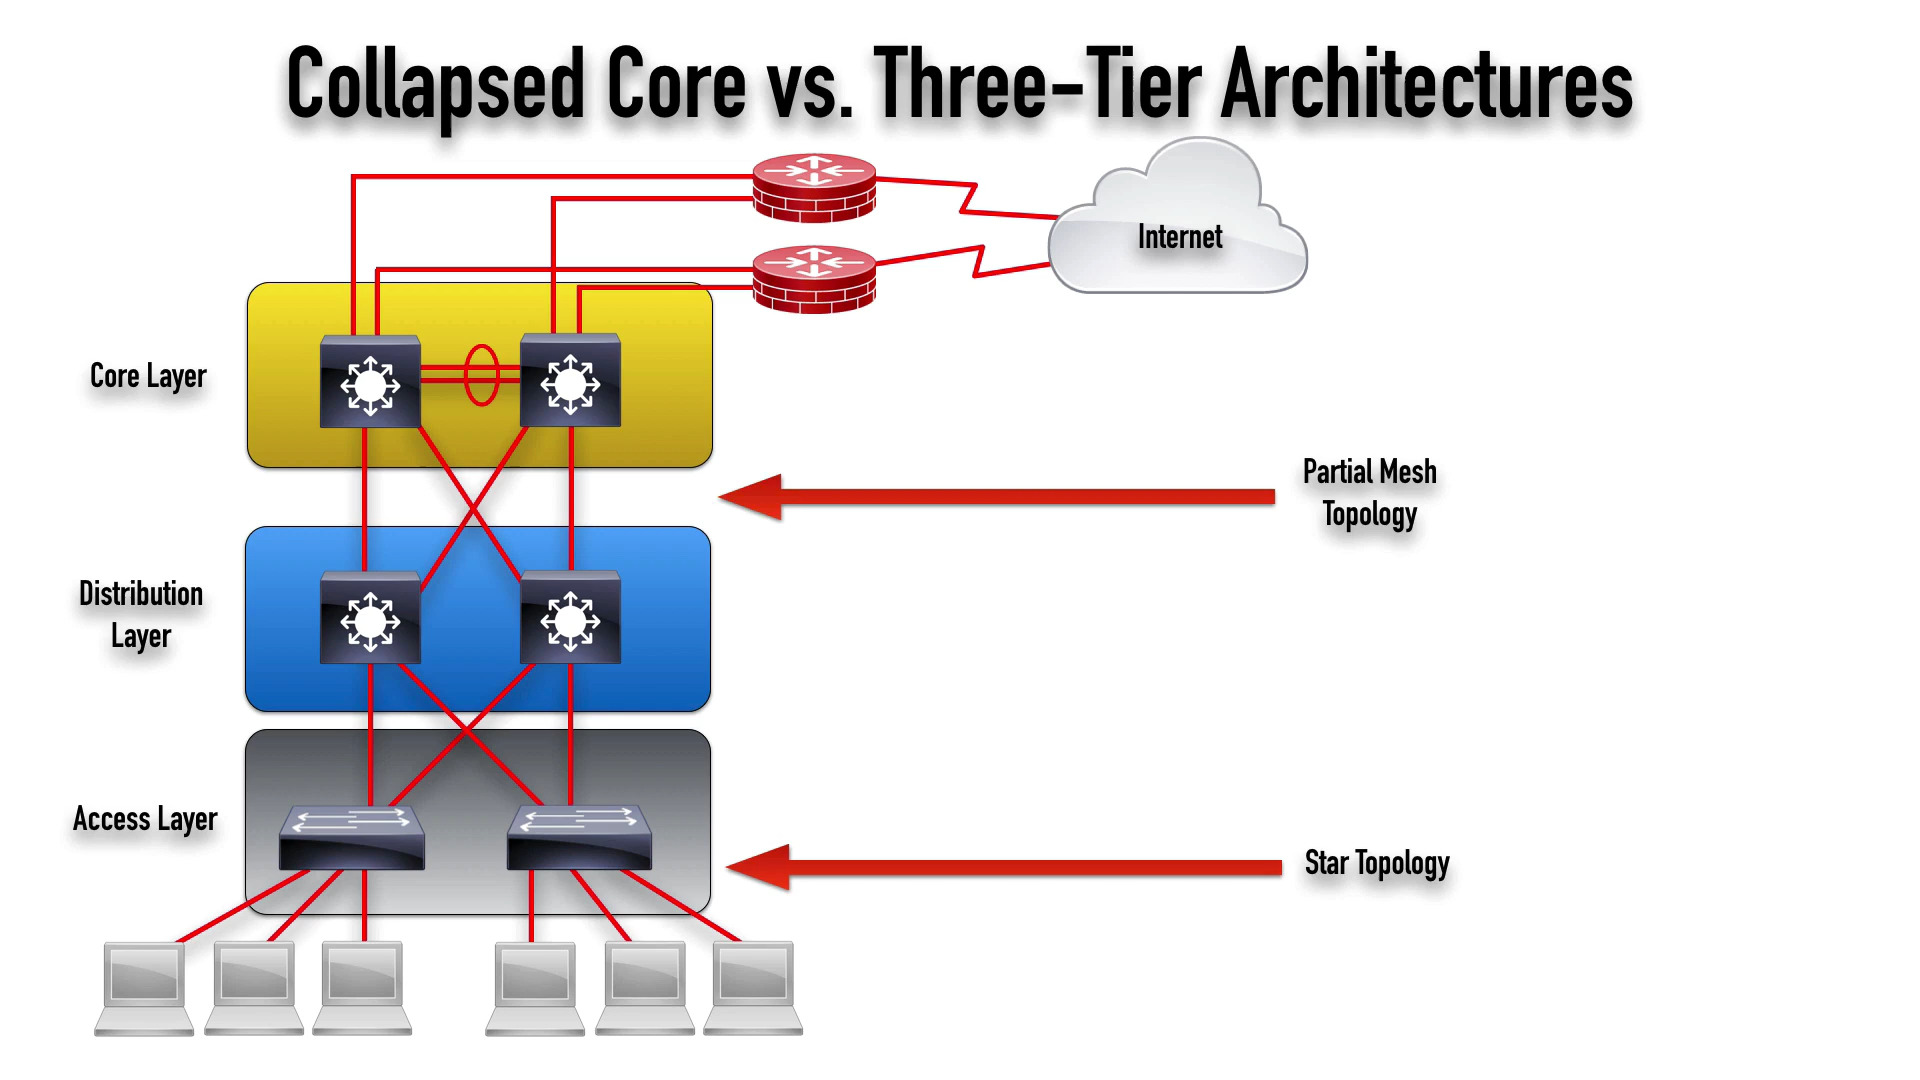 Collapsed Core vs. Three-Tier Architectures
Internet
Core Layer
Partial Mesh
Topology
Distribution
Layer
Access Layer
Star Topology